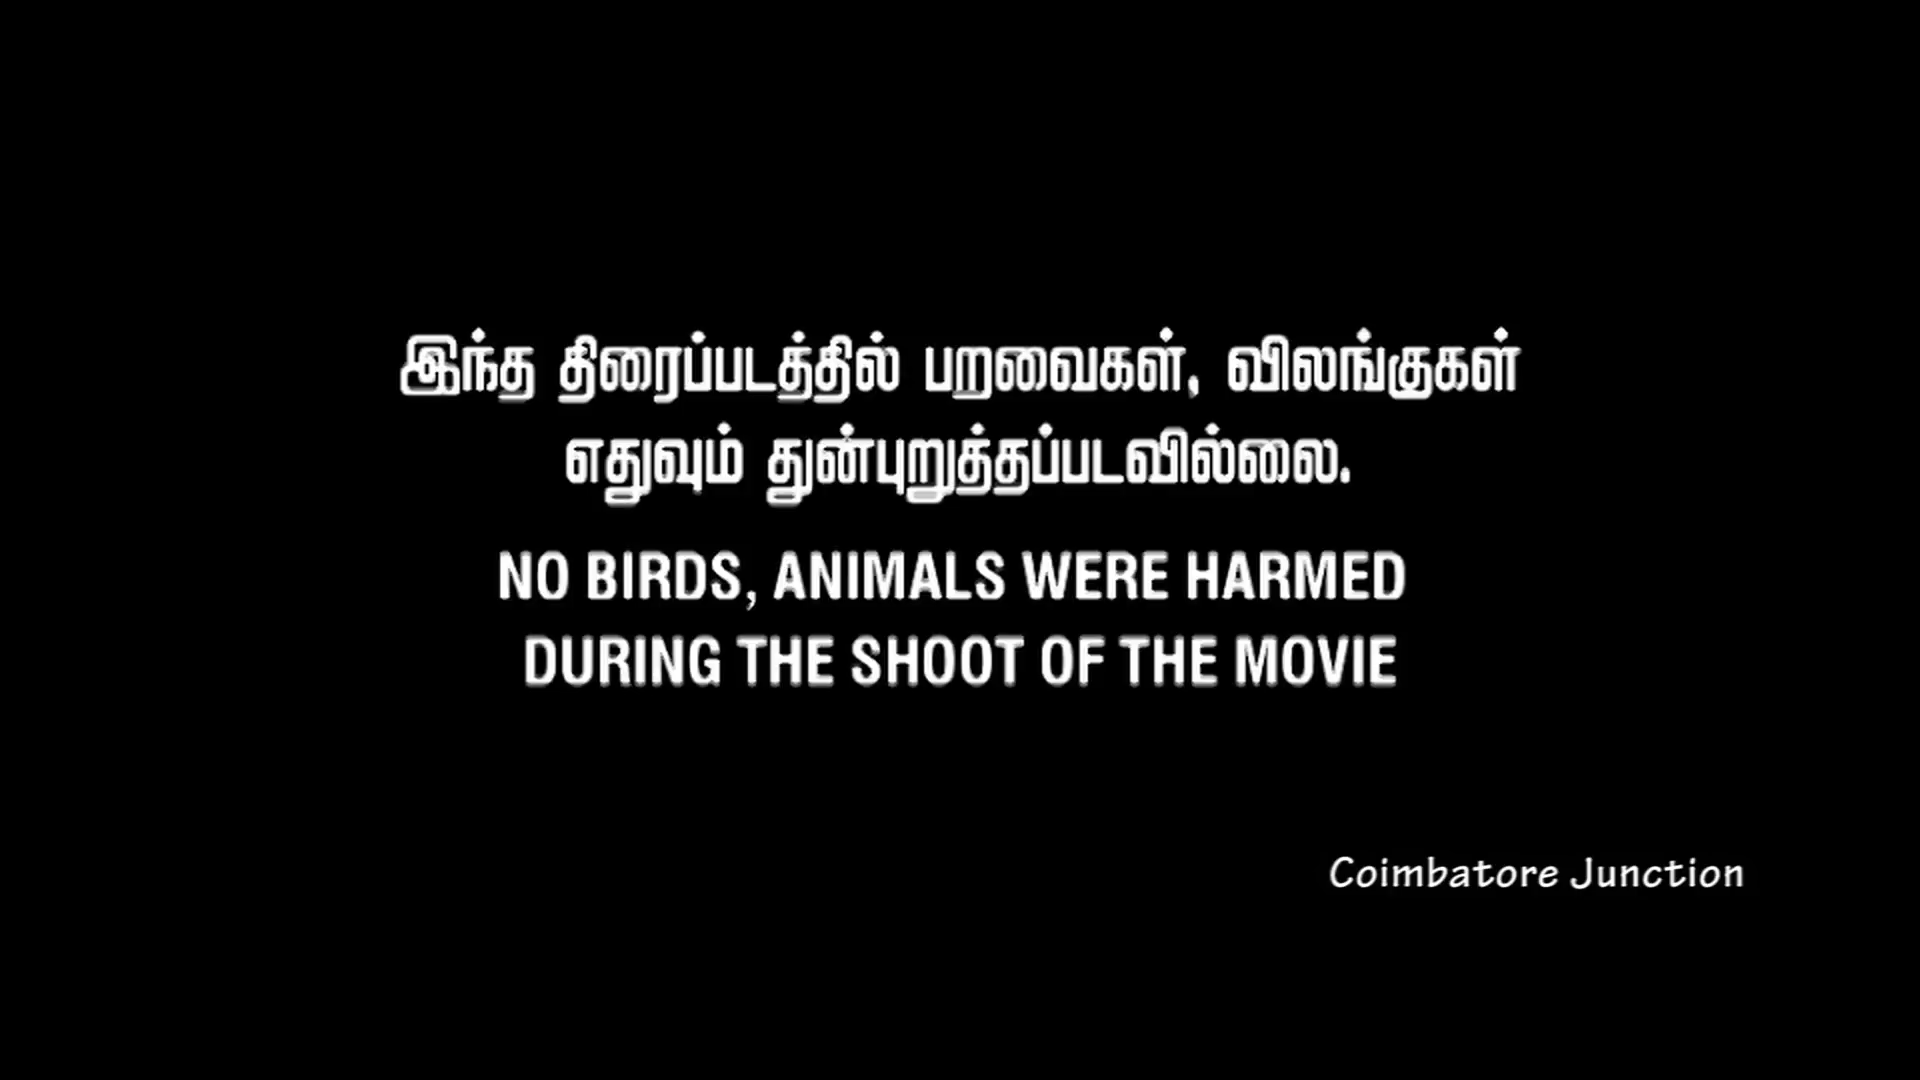 இந்த திரைப்படத்தில் பறவைகள், விலங்குகள்
எதுவும் துன்புறுத்தப்படவில்லை.
NO BIRDS, ANIMALS WERE HARMED
DURING THE SHOOT OF THE MOVIE
Coimbatore Junction